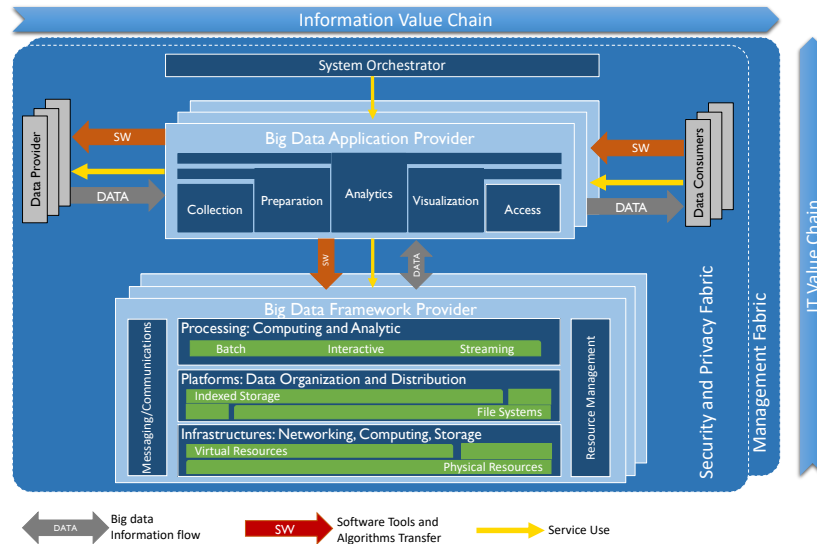 Information Value Chain
System Orchestrator
Big Data Application Provider
SW
DATA
Data Provider
Collection
Preparation
Analytics
Visualization
Access
SW
DATA
Data Consumers
SW
DATA
Big Data Framework Provider
Messaging/Communications
Processing: Computing and Analytic
Batch
Interactive
Streaming
Platforms: Data Organization and Distribution
Indexed Storage
File Systems
Infrastructures: Networking, Computing, Storage
Virtual Resources
Physical Resources
Resource Management
Security and Privacy Fabric
Management Fabric
IT Value Chain
DATA
Big data
Information flow
SW
Software Tools and
Algorithms Transfer
Service Use